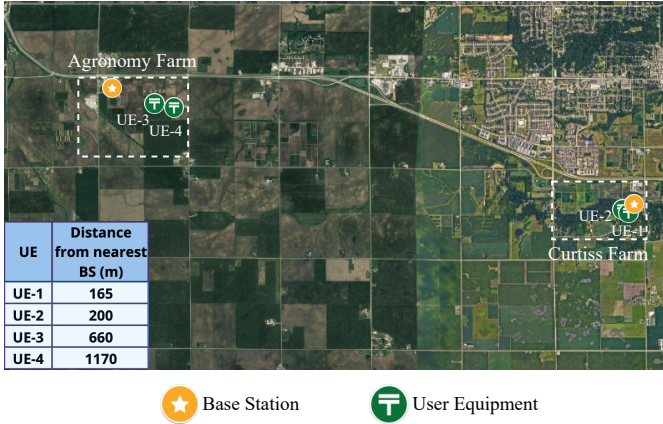 Agronomy Farm
UE-3
UE-4
UE-2
UE-1
Curtiss Farm
UE Distance from nearest BS (m)
UE-1 165
UE-2 200
UE-3 660
UE-4 1170
Base Station
User Equipment